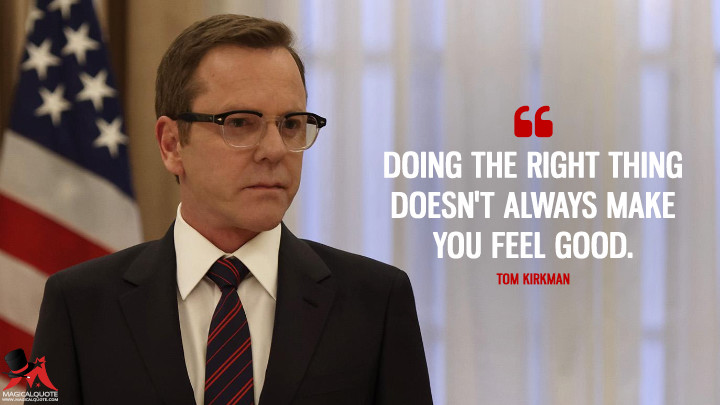 DOING THE RIGHT THING
DOESN'T ALWAYS MAKE
YOU FEEL GOOD.
TOM KIRKMAN
MAGICALQUOTE
WWW.MAGICALQUOTE.COM